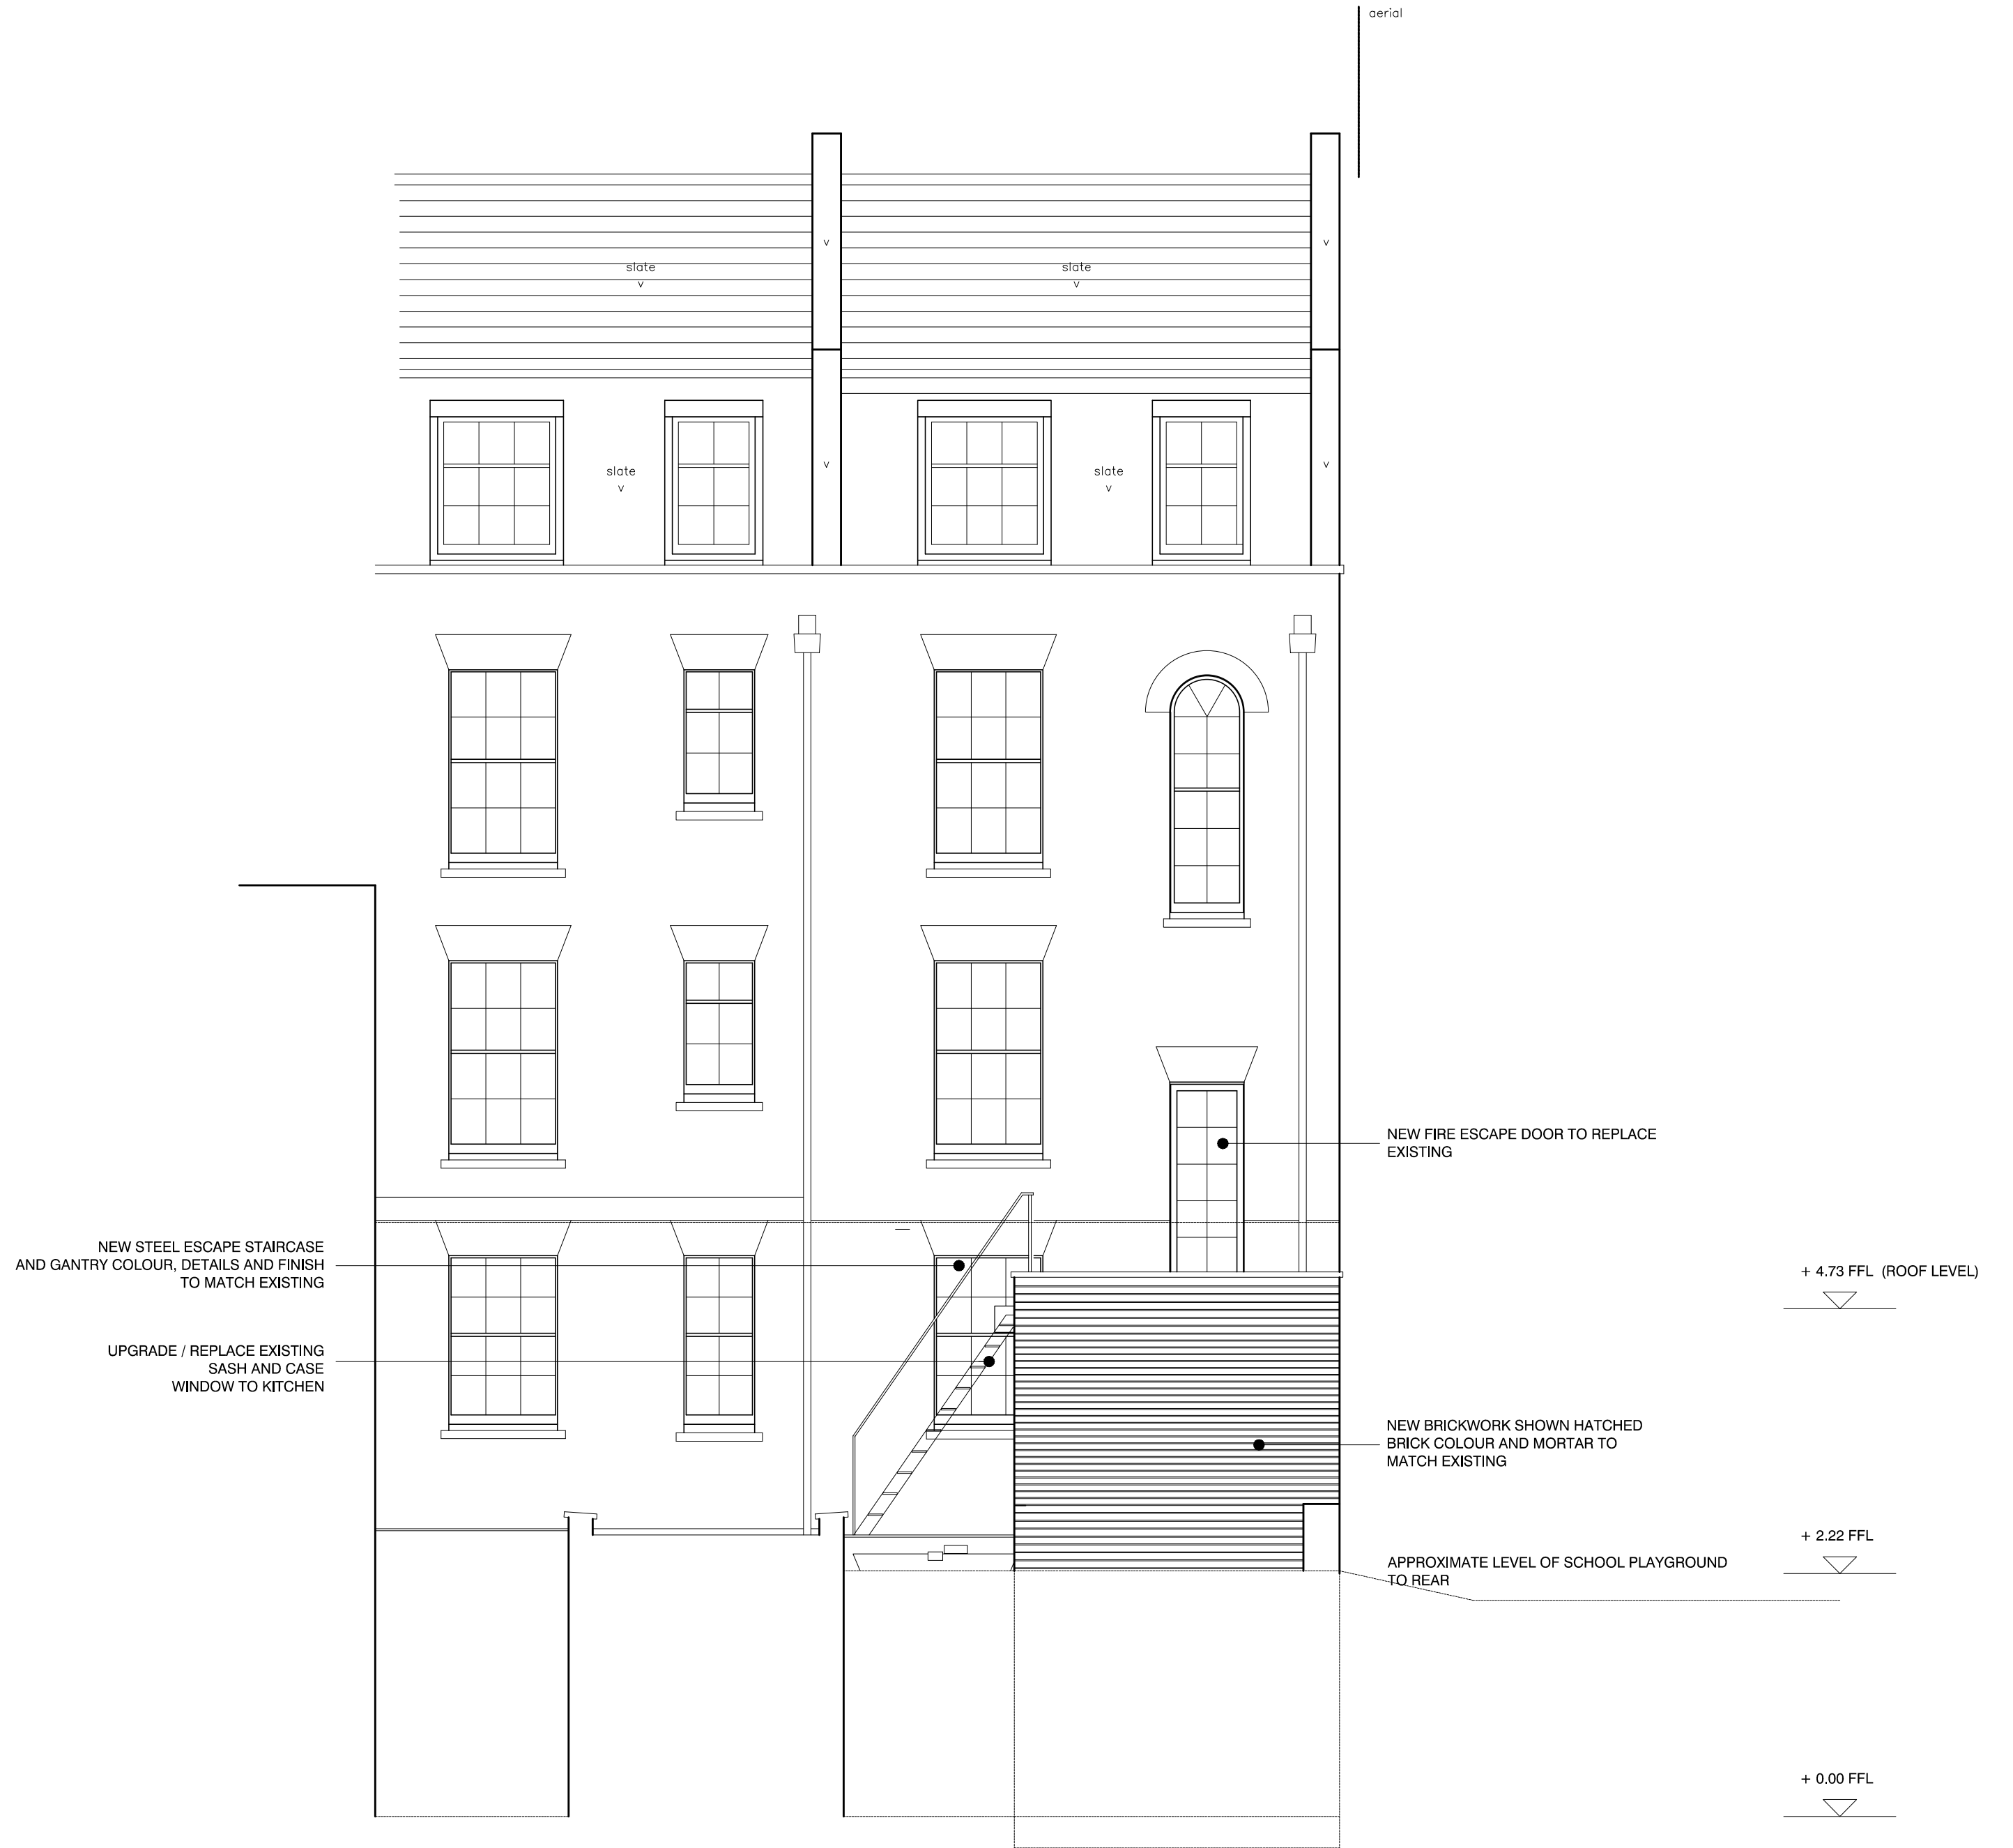 aerial
v
v
slate
v
slate
v
slate
v
slate
v
v
v
NEW FIRE ESCAPE DOOR TO REPLACE
EXISTING
NEW STEEL ESCAPE STAIRCASE
AND GANTRY COLOUR, DETAILS AND FINISH
TO MATCH EXISTING
+ 4.73 FFL (ROOF LEVEL)
UPGRADE / REPLACE EXISTING
SASH AND CASE
WINDOW TO KITCHEN
NEW BRICKWORK SHOWN HATCHED
BRICK COLOUR AND MORTAR TO
MATCH EXISTING
+ 2.22 FFL
APPROXIMATE LEVEL OF SCHOOL PLAYGROUND
TO REAR
+ 0.00 FFL